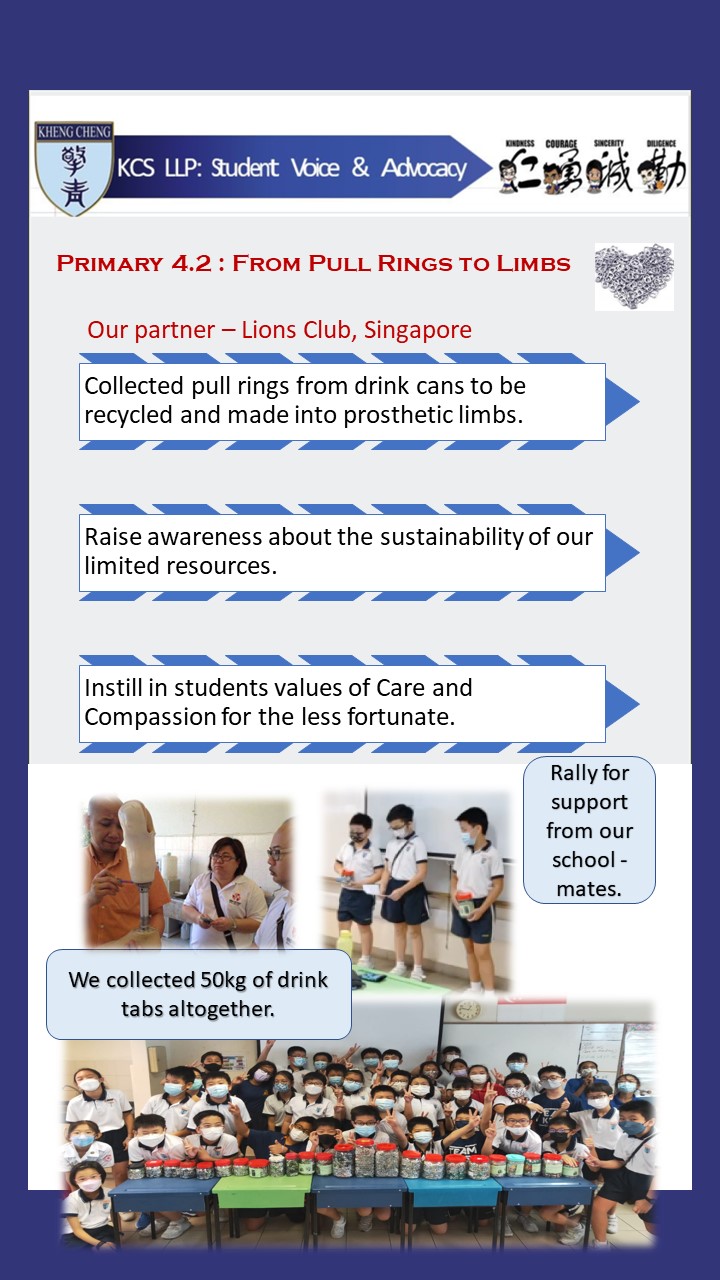 KHENG CHENG
擎青
KCS LLP: Student Voice & Advocacy
KINDNESS COURAGE SINCERITY DILIGENCE
仁勇誠勤
Primary 4.2 : From Pull Rings to Limbs
Our partner – Lions Club, Singapore
Collected pull rings from drink cans to be
recycled and made into prosthetic limbs.
Raise awareness about the sustainability of our
limited resources.
Instill in students values of Care and
Compassion for the less fortunate.
Rally for
support
from our
school -
mates.
We collected 50kg of drink
tabs altogether.
TEAM